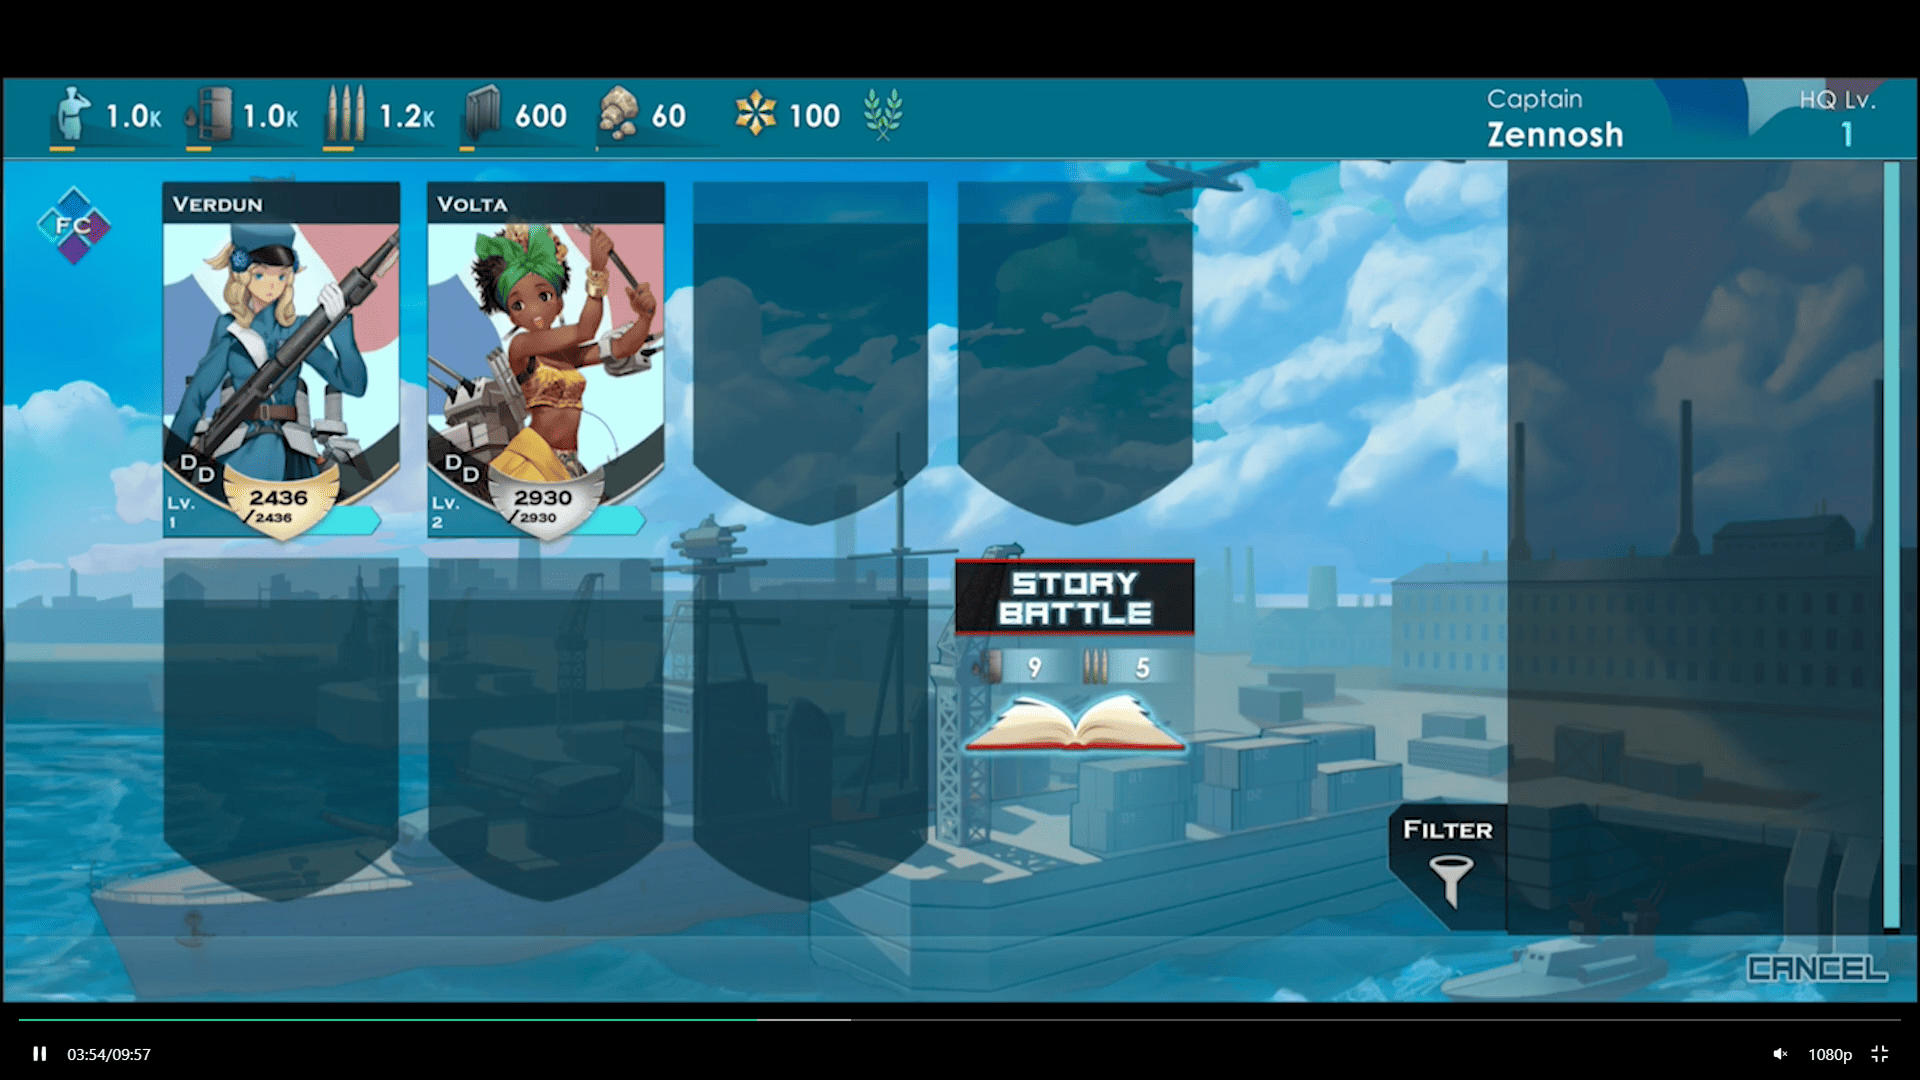 1.0K
1.0K
1.2K
600
60
100
Captain
Zennosh
HQ Lv.
1
FC
VERDUN
DD
Lv.
1
2436
/2436
VOLTA
DD
Lv.
2
2930
/2930
STORY
BATTLE
9
5
FILTER
CANCEL
03:54/09:57
1080p